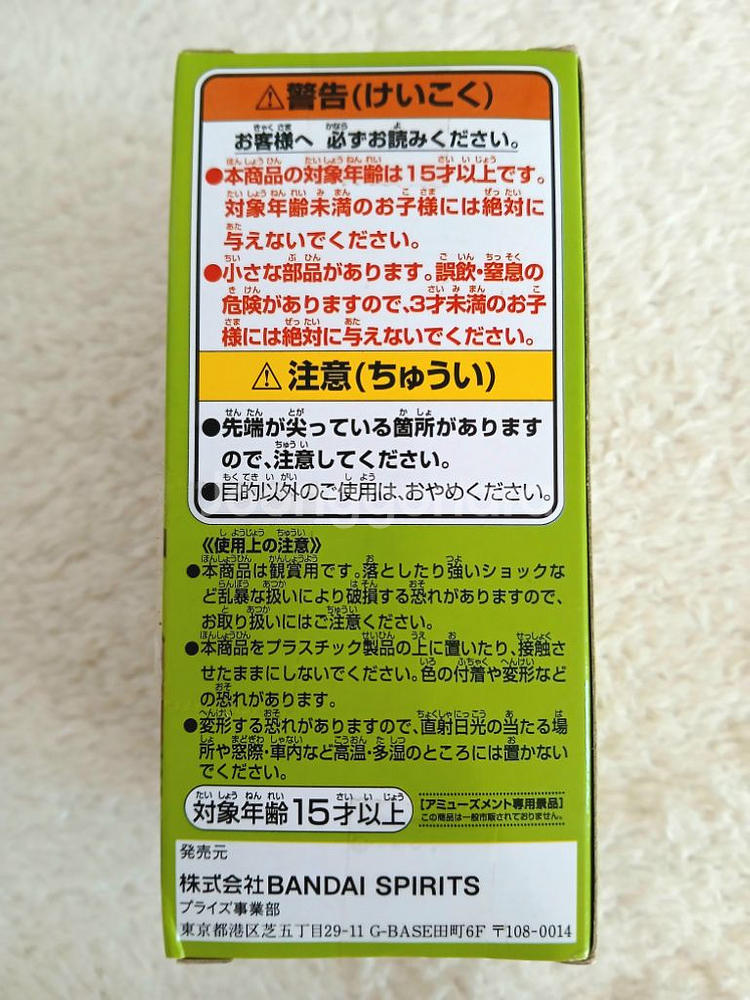 ⚠警告(けいこく)
お客様へ 必ずお読みください。
●本商品の対象年齢は15才以上です。
対象年齢未満のお子様には絶対に
与えないでください。
●小さな部品があります。誤飲・窒息の
危険がありますので、3才未満のお子
様には絶対に与えないでください。
⚠注意(ちゅうい)
●先端が尖っている箇所があります
ので、注意してください。
●目的以外のご使用は、おやめください。
《使用上の注意》
●本商品は観賞用です。落としたり強いショックな
ど乱暴な扱いにより破損する恐れがありますので、
お取り扱いにはご注意ください。
●本商品をプラスチック製品の上に置いたり、接触さ
せたままにしないでください。色の付着や変形など
の恐れがあります。
●変形する恐れがありますので、直射日光の当たる場
所や窓際・車内など高温・多湿のところには置かない
でください。
対象年齢15才以上
【アミューズメント専用景品】
この商品は一般市販されておりません。
発売元
株式会社BANDAI SPIRITS
プライズ事業部
東京都港区芝五丁目29-11 G-BASE田町6F 〒108-0014